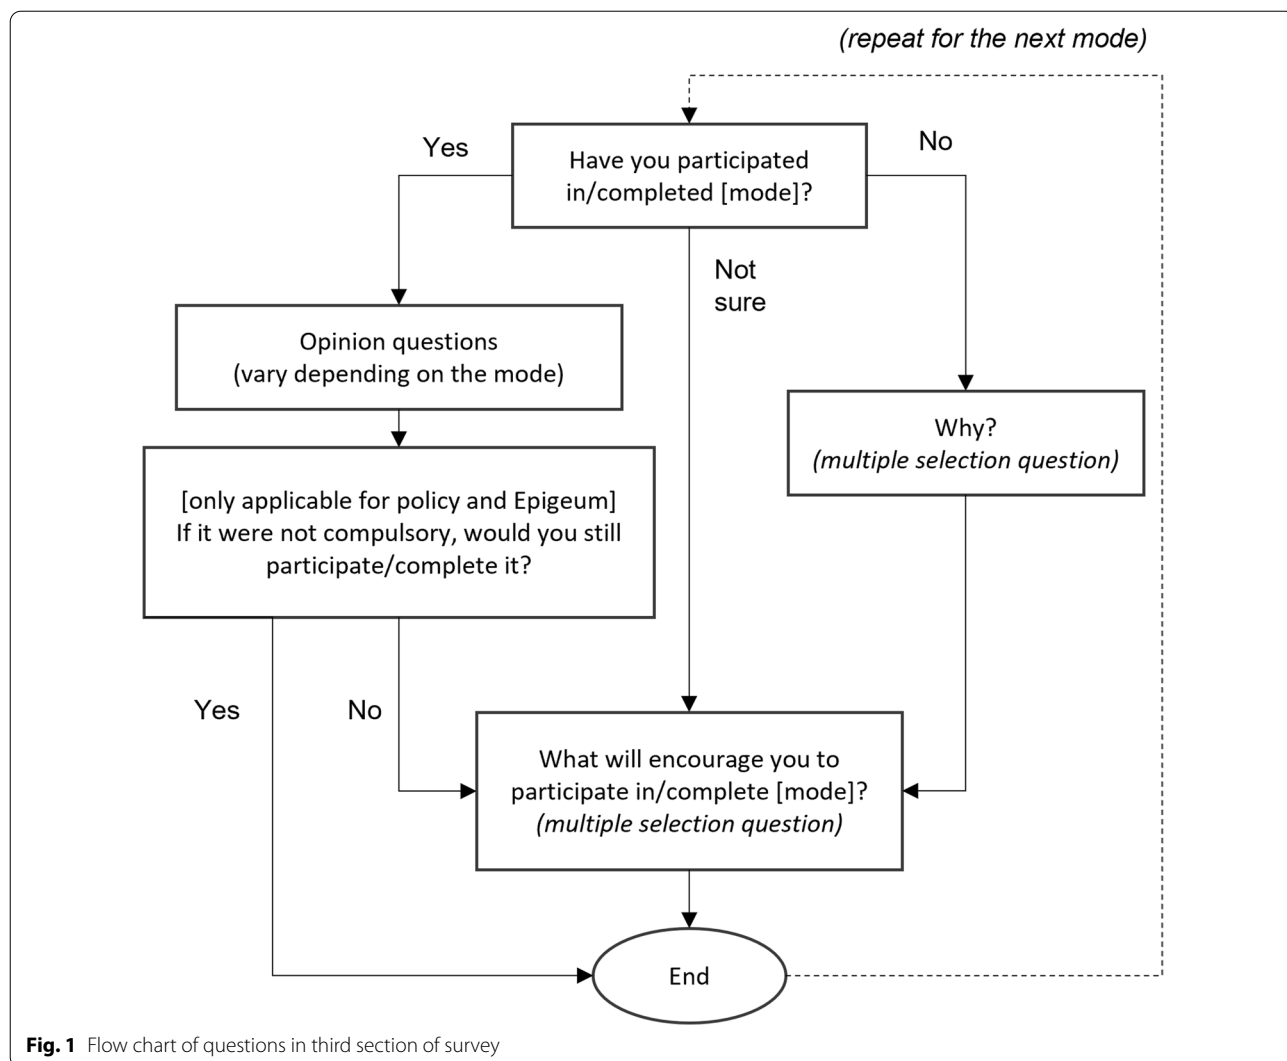 (repeat for the next mode)
Yes
No
Have you participated
in/completed [mode]?
Not
sure
Opinion questions
(vary depending on the mode)
Why?
(multiple selection question)
[only applicable for policy and Epigeum]
If it were not compulsory, would you still
participate/complete it?
Yes
No
What will encourage you to
participate in/complete [mode]?
(multiple selection question)
End
Fig. 1 Flow chart of questions in third section of survey